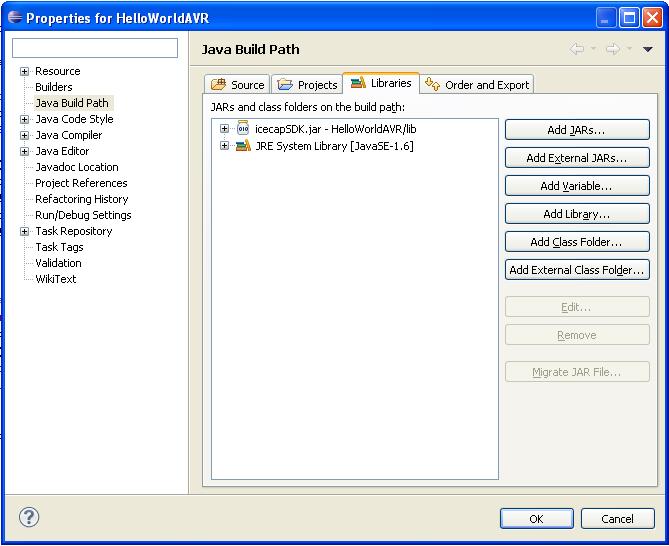 Properties for HelloWorldAVR
Resource
Builders
Java Build Path
Java Code Style
Java Compiler
Java Editor
Javadoc Location
Project References
Refactoring History
Run/Debug Settings
Task Repository
Task Tags
Validation
WikiText
Java Build Path
Source Projects Libraries Order and Export
JARs and class folders on the build path:
icecapSDK.jar - HelloWorldAVR/lib
JRE System Library [JavaSE-1.6]
Add JARs...
Add External JARs...
Add Variable...
Add Library...
Add Class Folder...
Add External Class Folder...
Edit...
Remove
Migrate JAR File...
?
OK Cancel